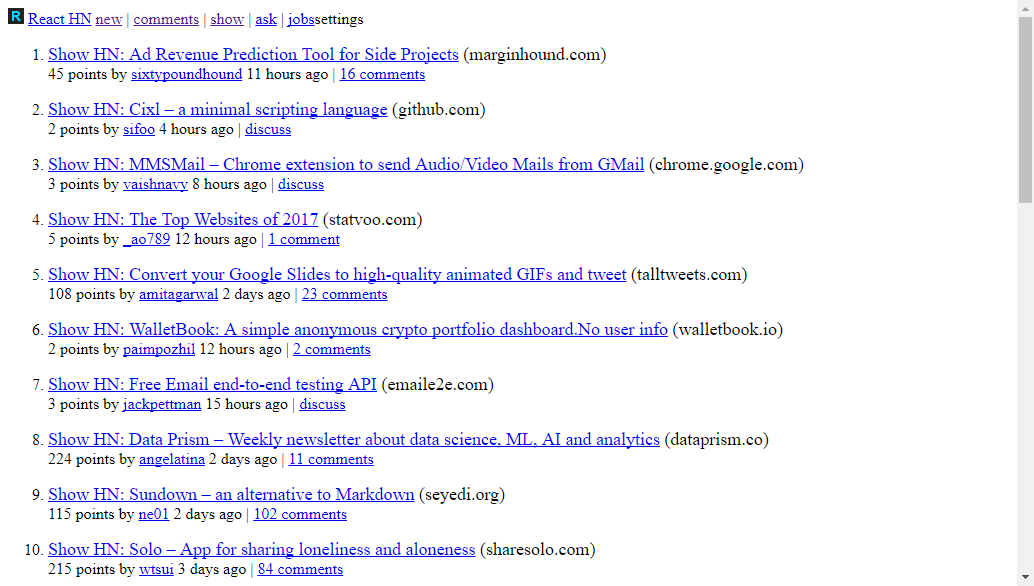 R React HN new | comments | show | ask | jobssettings
1. Show HN: Ad Revenue Prediction Tool for Side Projects (marginhound.com)
45 points by sixtypoundhound 11 hours ago | 16 comments
2. Show HN: Cixl – a minimal scripting language (github.com)
2 points by sifoo 4 hours ago | discuss
3. Show HN: MMSMail – Chrome extension to send Audio/Video Mails from GMail (chrome.google.com)
3 points by vaishnavy 8 hours ago | discuss
4. Show HN: The Top Websites of 2017 (statvoo.com)
5 points by _ao789 12 hours ago | 1 comment
5. Show HN: Convert your Google Slides to high-quality animated GIFs and tweet (talltweets.com)
108 points by amitagarwal 2 days ago | 23 comments
6. Show HN: WalletBook: A simple anonymous crypto portfolio dashboard.No user info (walletbook.io)
2 points by paimpozhil 12 hours ago | 2 comments
7. Show HN: Free Email end-to-end testing API (emaile2e.com)
3 points by jackpettman 15 hours ago | discuss
8. Show HN: Data Prism – Weekly newsletter about data science, ML, AI and analytics (dataprism.co)
224 points by angelatina 2 days ago | 11 comments
9. Show HN: Sundown – an alternative to Markdown (seyedi.org)
115 points by ne01 2 days ago | 102 comments
10. Show HN: Solo – App for sharing loneliness and aloneness (sharesolo.com)
215 points by wtsui 3 days ago | 84 comments